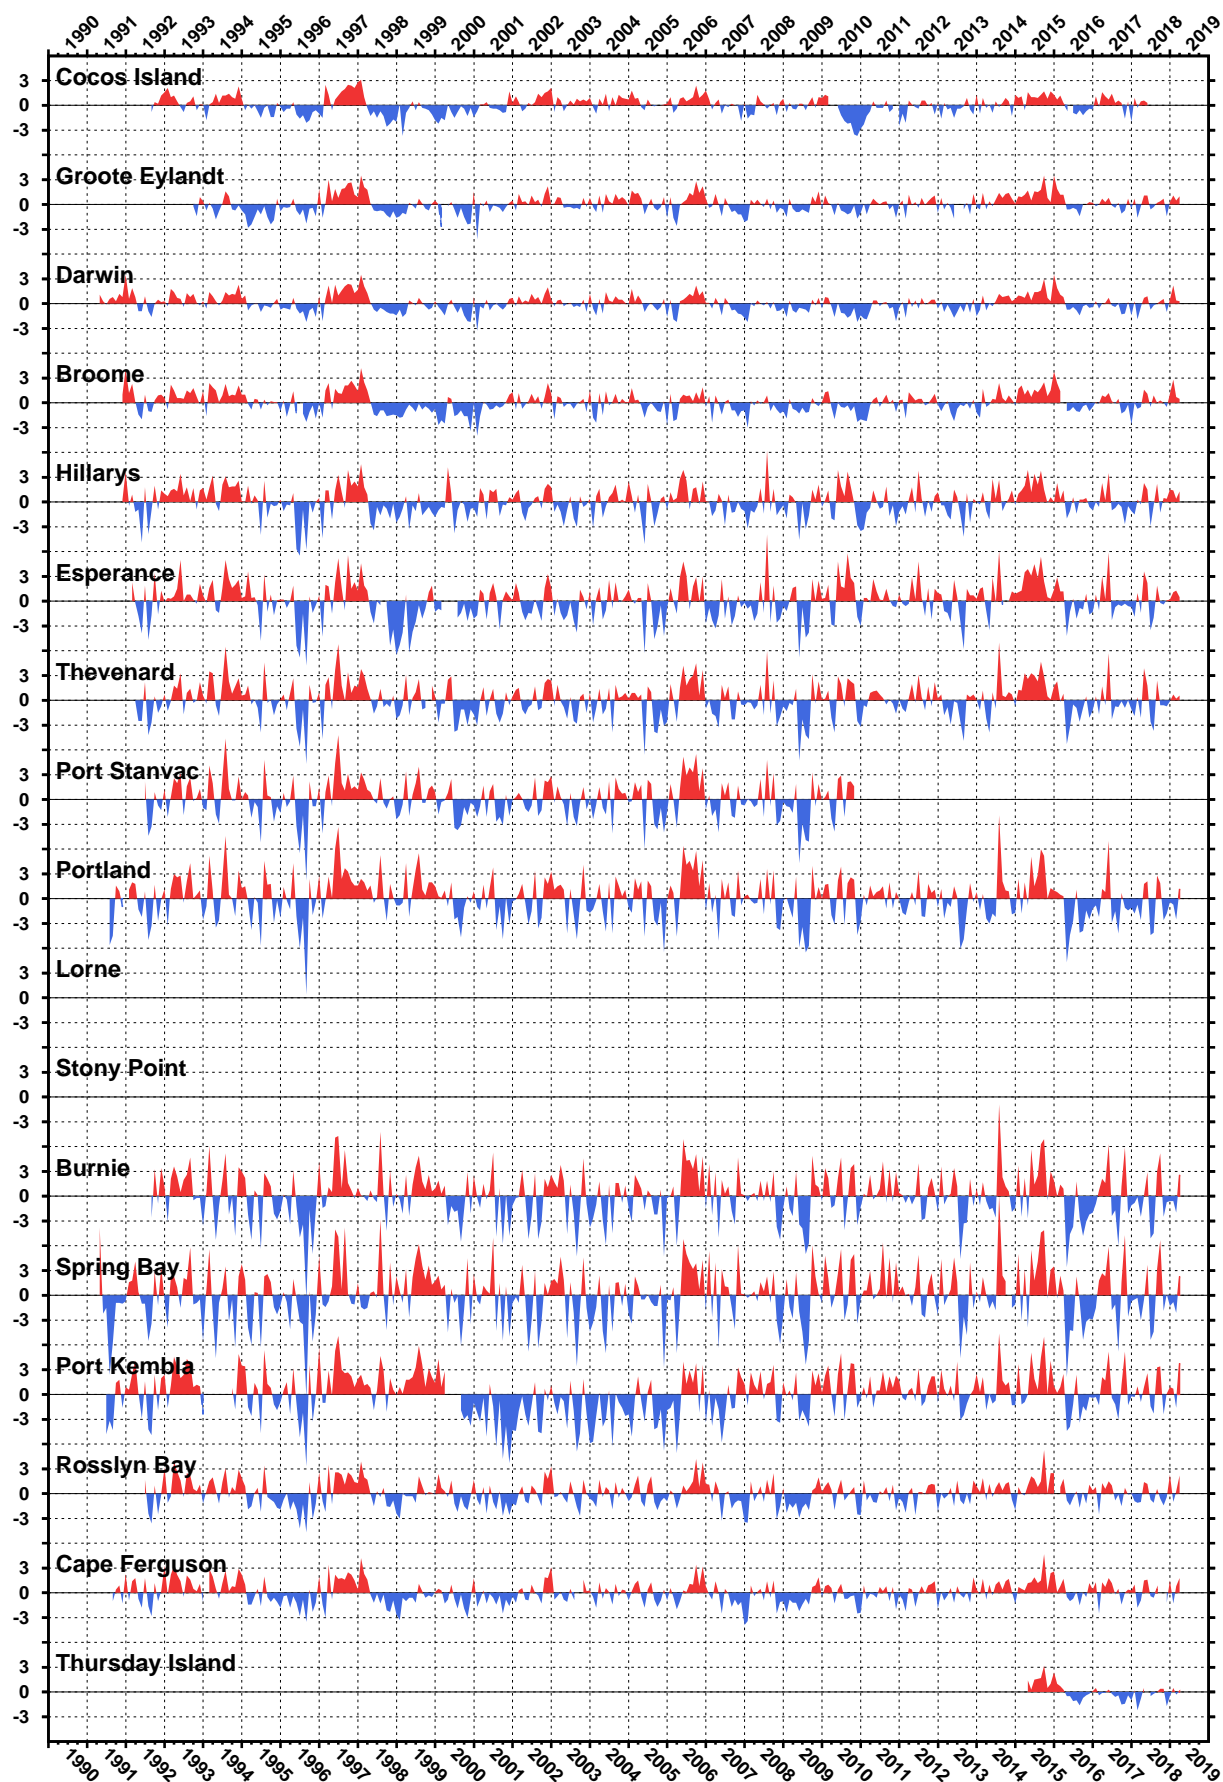 1990 1991 1992 1993 1994 1995 1996 1997 1998 1999 2000 2001 2002 2003 2004 2005 2006 2007 2008 2009 2010 2011 2012 2013 2014 2015 2016 2017 2018 2019
3 Cocos Island
0
-3
3 Groote Eylandt
0
-3
3 Darwin
0
-3
3 Broome
0
-3
3 Hillarys
0
-3
3 Esperance
0
-3
3 Thevenard
0
-3
3 Port Stanvac
0
-3
3 Portland
0
-3
3 Lorne
0
-3
3 Stony Point
0
-3
3 Burnie
0
-3
3 Spring Bay
0
-3
3 Port Kembla
0
-3
3 Rosslyn Bay
0
-3
3 Cape Ferguson
0
-3
3 Thursday Island
0
-3
1990 1991 1992 1993 1994 1995 1996 1997 1998 1999 2000 2001 2002 2003 2004 2005 2006 2007 2008 2009 2010 2011 2012 2013 2014 2015 2016 2017 2018 2019